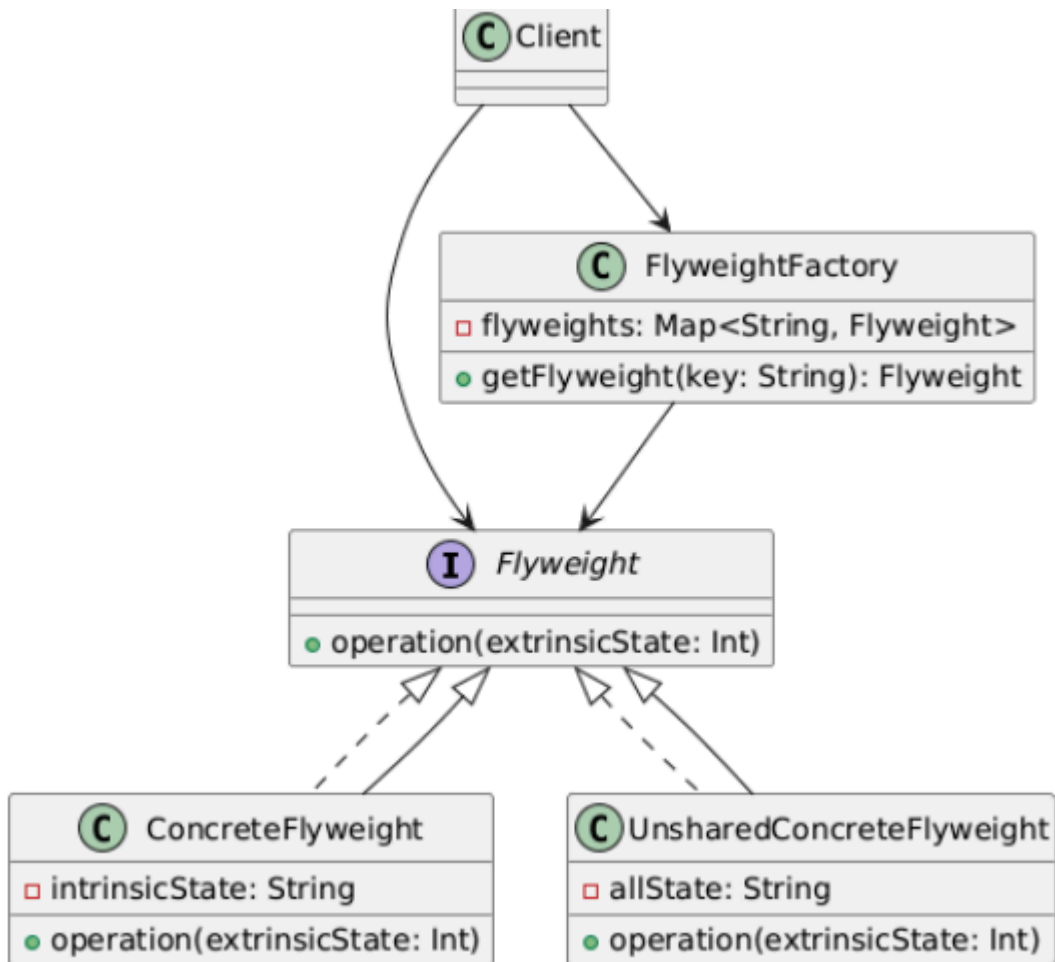 C Client
C FlyweightFactory
flyweights: Map<String, Flyweight>
getFlyweight(key: String): Flyweight
I Flyweight
operation(extrinsicState: Int)
C ConcreteFlyweight
intrinsicState: String
operation(extrinsicState: Int)
C UnsharedConcreteFlyweight
allState: String
operation(extrinsicState: Int)